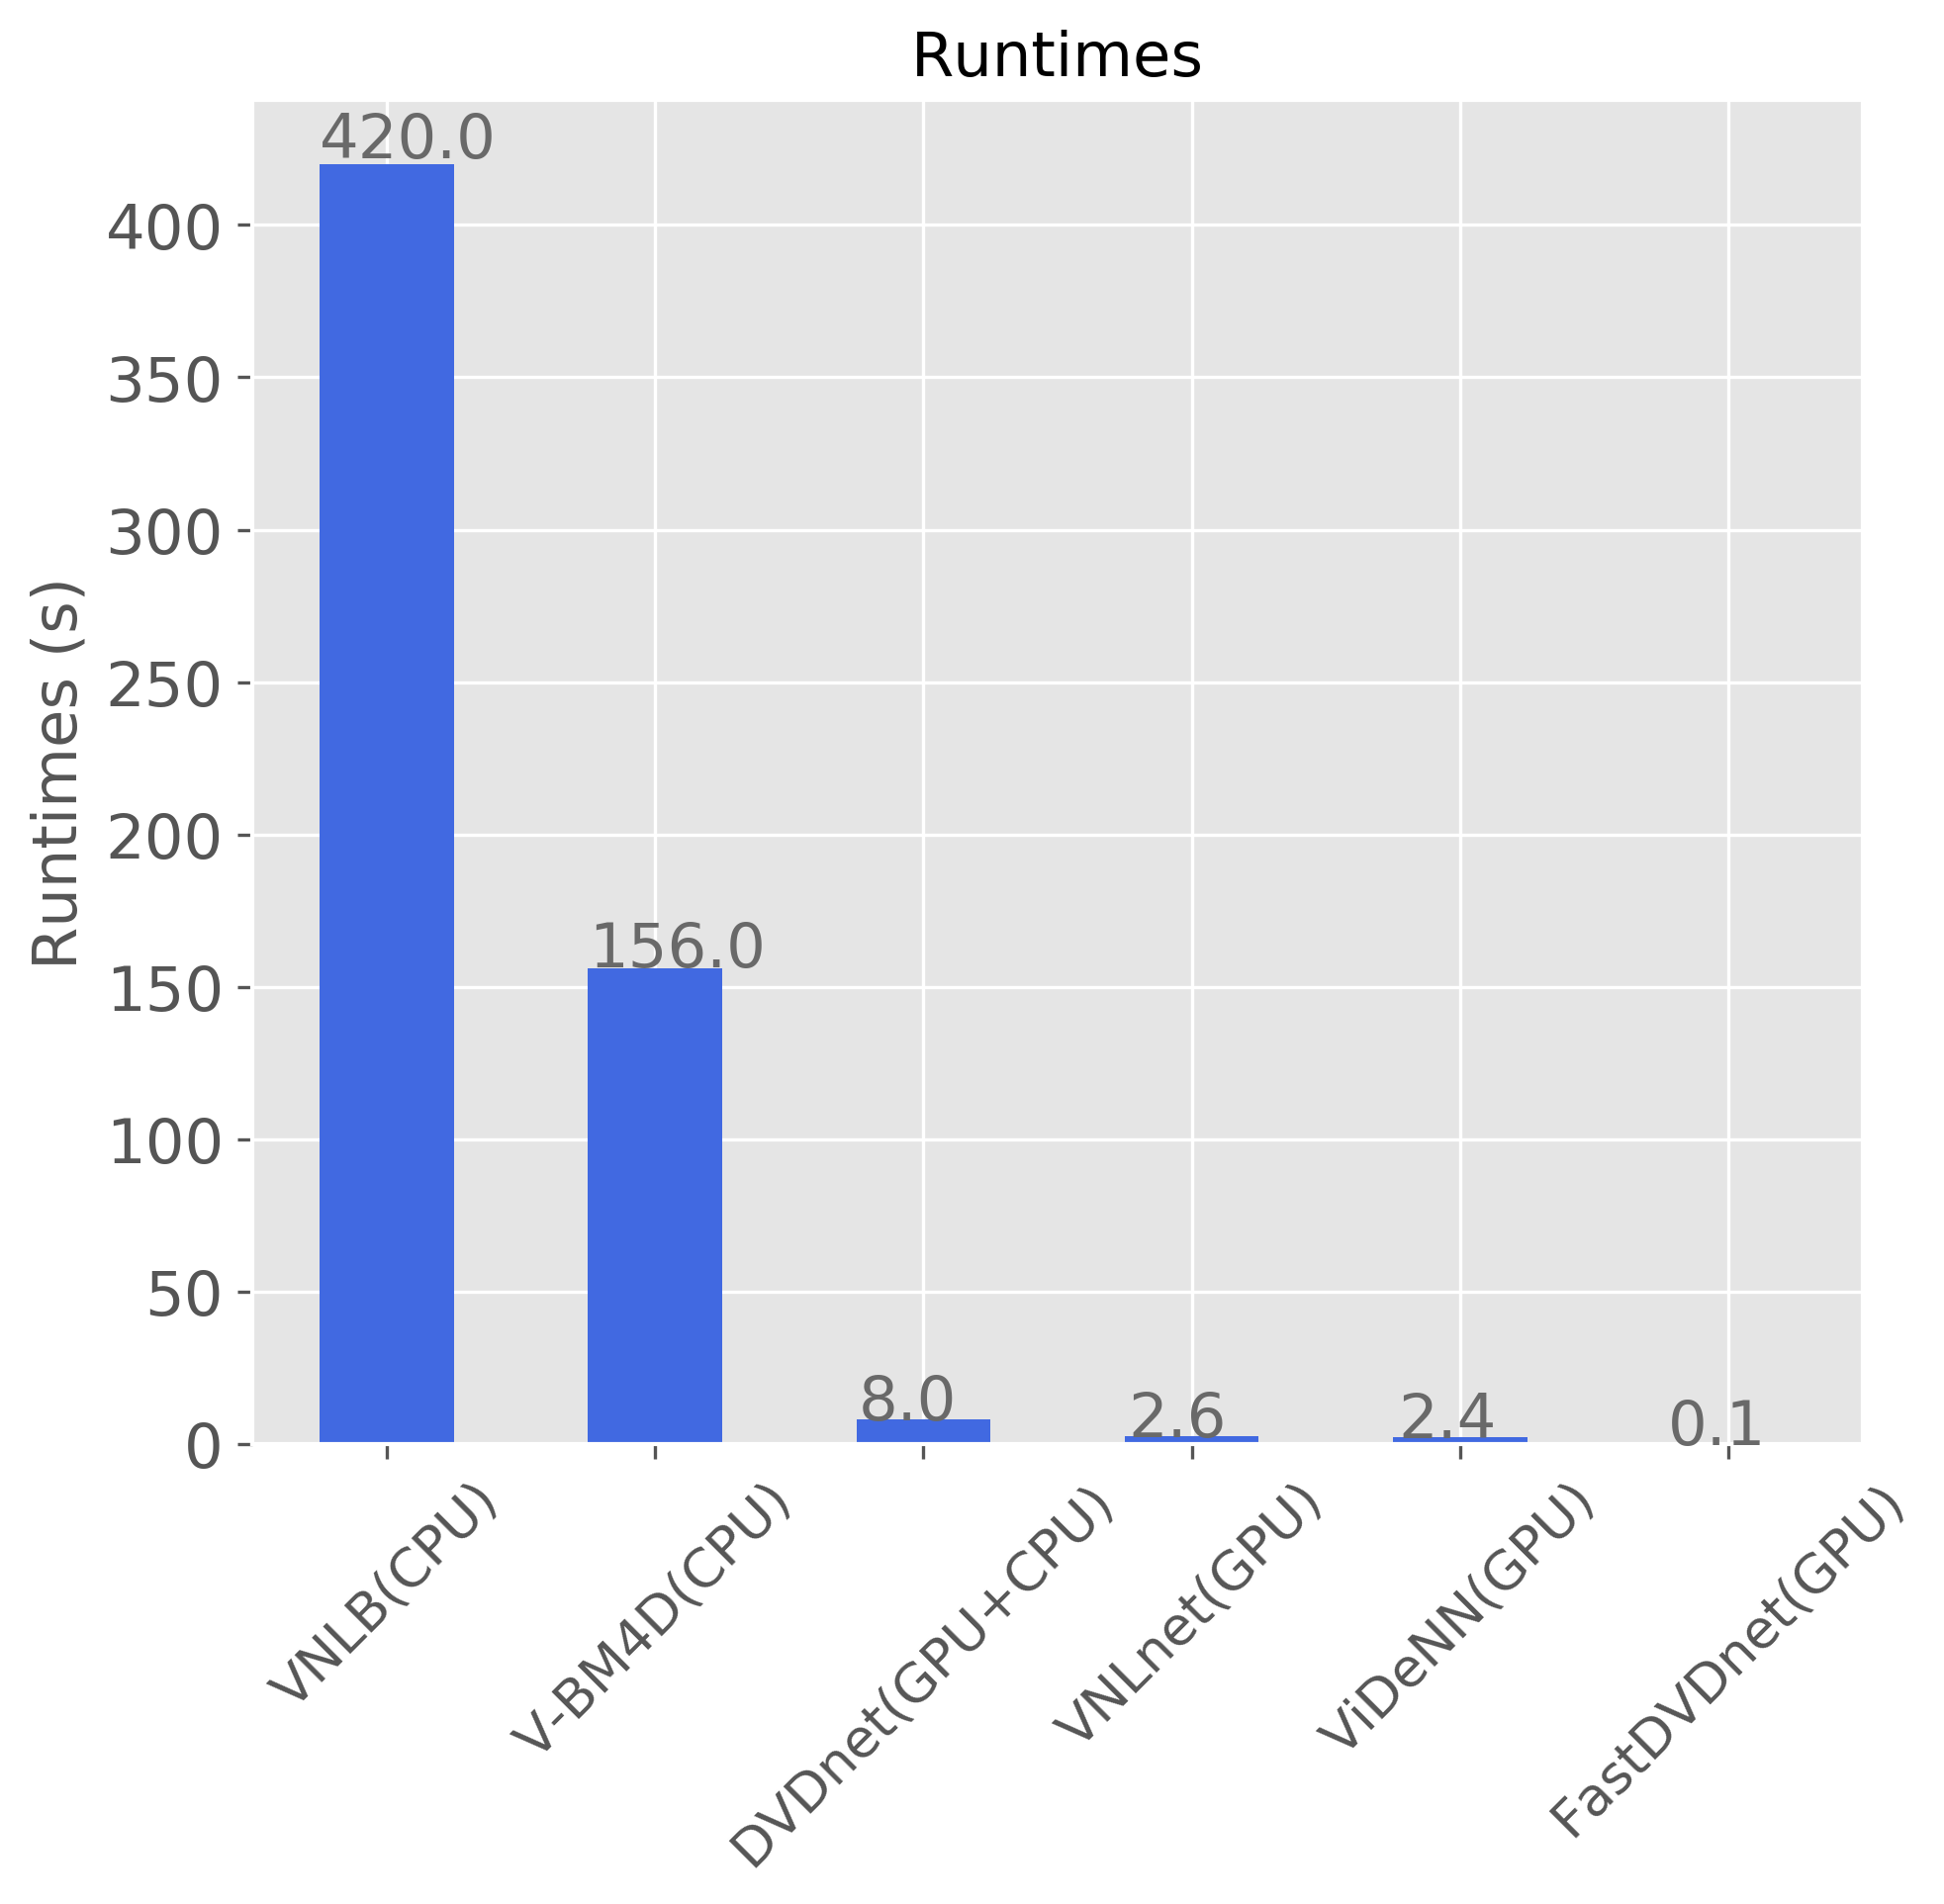 Runtimes
420.0
400
350
300
250
200
150
100
50
0
Runtimes (s)
156.0
8.0
2.6
2.4
0.1
VNLB(CPU)
V-BM4D(CPU)
DVDnet(GPU+CPU)
VNLnet(GPU)
ViDeNN(GPU)
FastDVDnet(GPU)